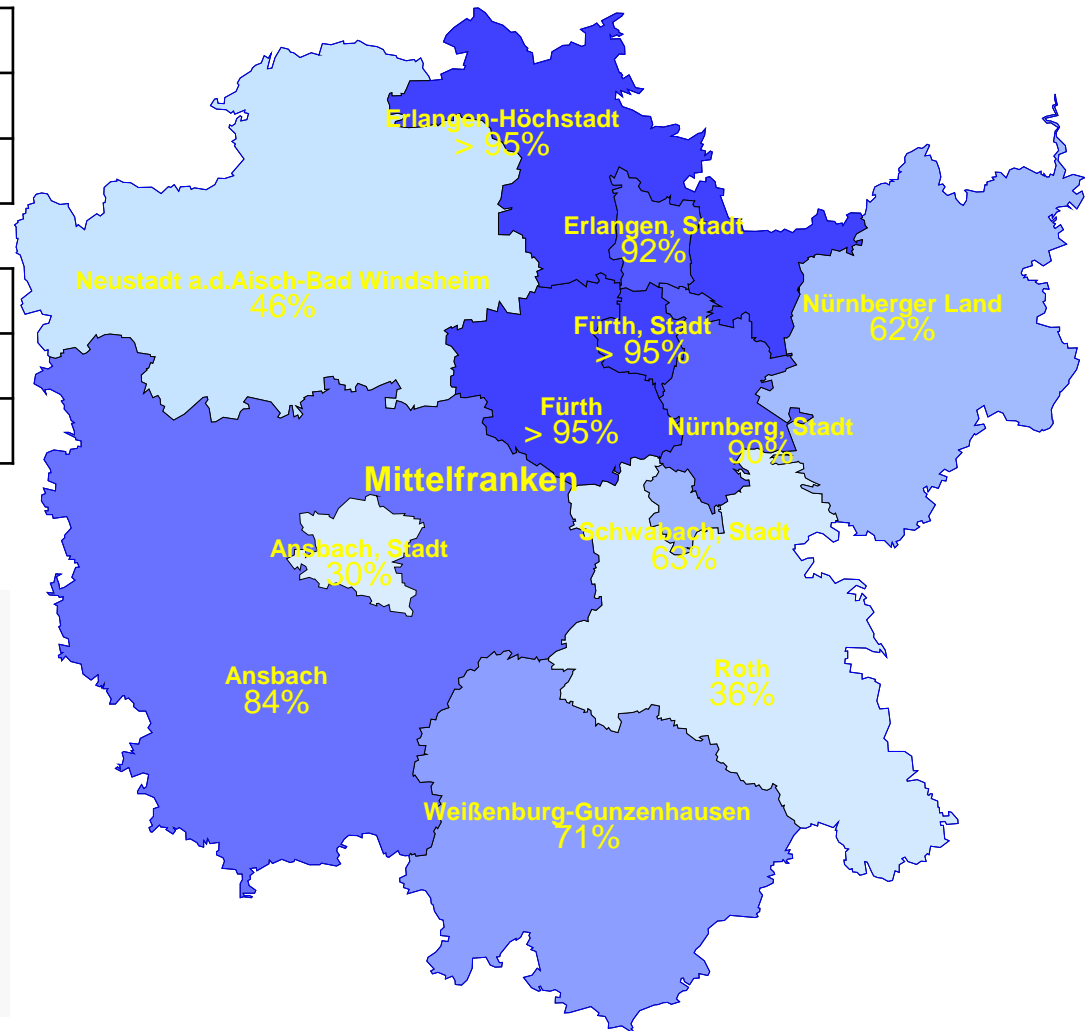 Erlangen-Höchstadt
> 95%
Erlangen, Stadt
92%
Neustadt a.d.Aisch-Bad Windsheim
46%
Nürnberger Land
62%
Fürth, Stadt
> 95%
Fürth
> 95%
Nürnberg, Stadt
90%
Mittelfranken
Schwabach, Stadt
63%
Ansbach, Stadt
30%
Ansbach
84%
Roth
36%
Weißenburg-Gunzenhausen
71%